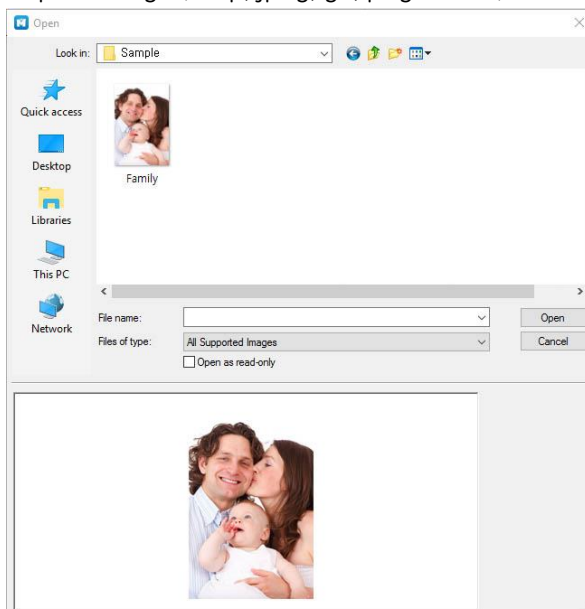 Open
Look in:
Sample
Quick access
Desktop
Family
Libraries
This PC
Network
File name:
Open
Files of type:
All Supported Images
Cancel
Open as read-only